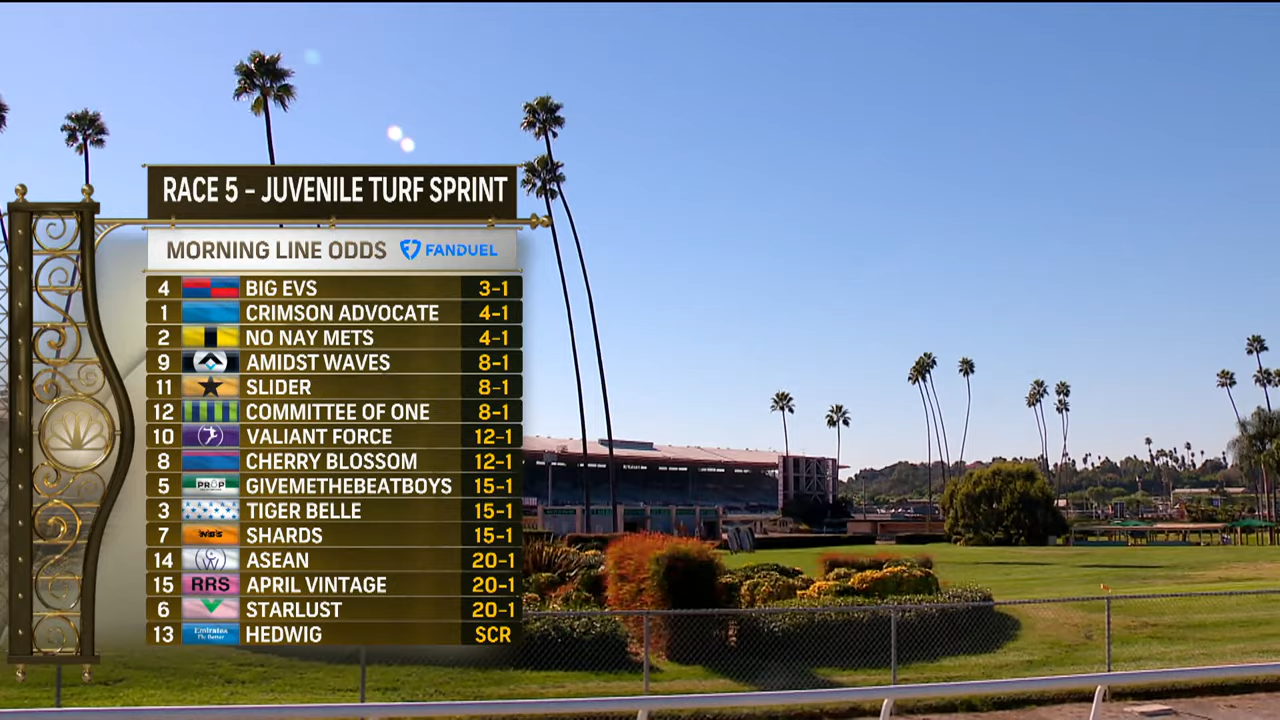 RACE 5 - JUVENILE TURF SPRINT
MORNING LINE ODDS FANDUEL
4 BIG EVS 3-1
1 CRIMSON ADVOCATE 4-1
2 NO NAY METS 4-1
9 AMIDST WAVES 8-1
11 SLIDER 8-1
12 COMMITTEE OF ONE 8-1
10 VALIANT FORCE 12-1
8 CHERRY BLOSSOM 12-1
5 PROP GIVEMETHEBEATBOYS 15-1
3 TIGER BELLE 15-1
7 SHARDS 15-1
14 ASEAN 20-1
15 RRS APRIL VINTAGE 20-1
6 STARLUST 20-1
13 Emirates HEDWIG SCR